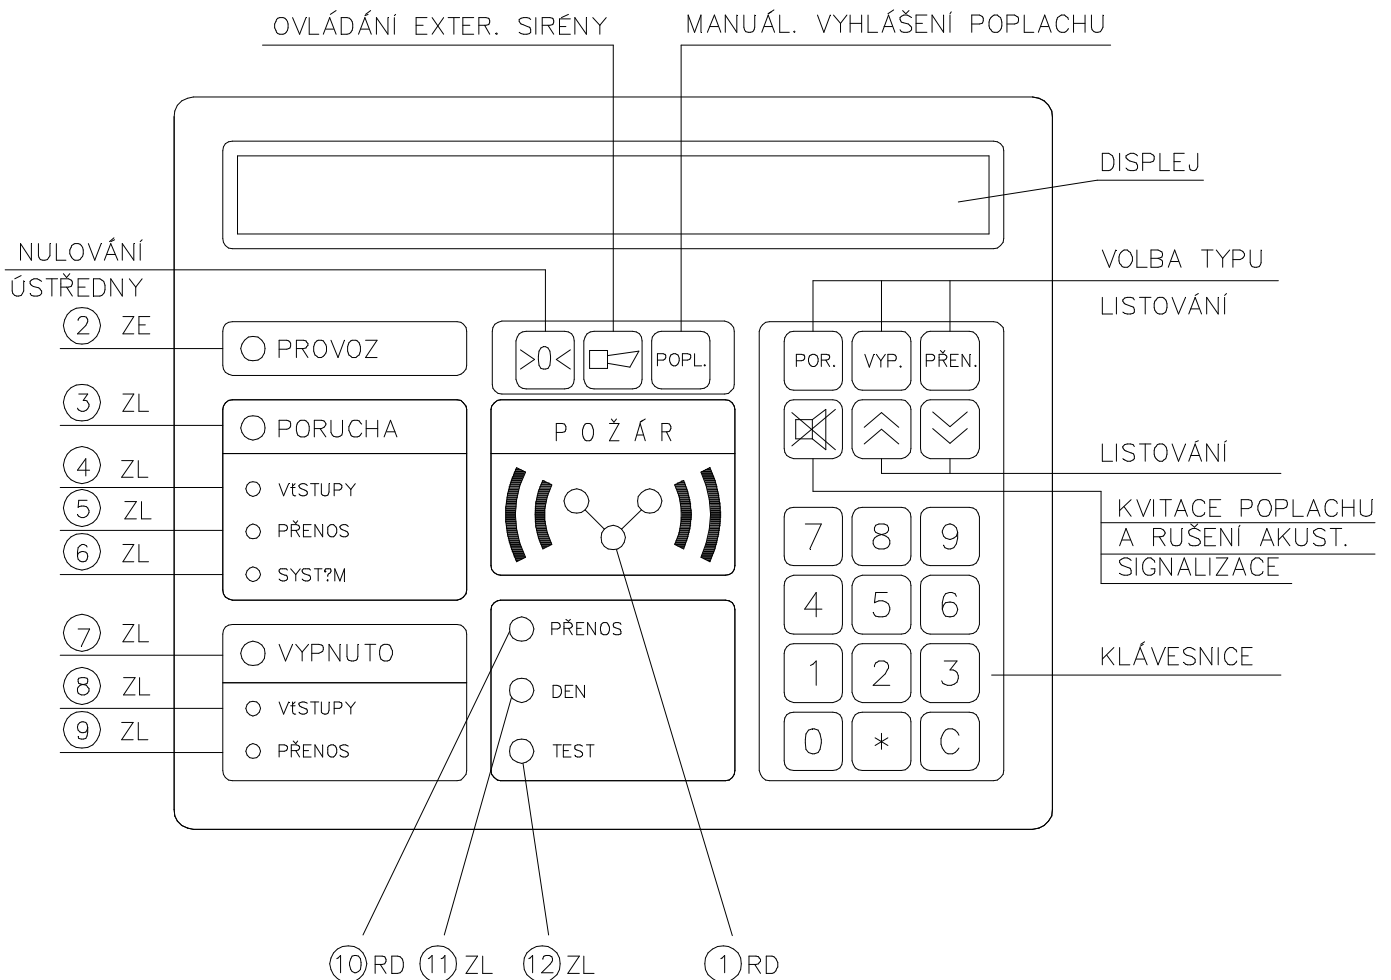 OVLÁDÁNÍ EXTER. SIRÉNY
MANUÁL. VYHLÁŠENÍ POPLACHU
DISPLEJ
NULOVÁNÍ
ÚSTŘEDNY
VOLBA TYPU
LISTOVÁNÍ
2 ZE
PROVOZ
>0<
POPL.
POR.
VYP.
PŘEN.
3 ZL
PORUCHA
POŽÁR
4 ZL
VŧSTUPY
LISTOVÁNÍ
5 ZL
PŘENOS
KVITACE POPLACHU
A RUŠENÍ AKUST.
SIGNALIZACE
6 ZL
SYST?M
7 8 9
4 5 6
1 2 3
0 * C
7 ZL
VYPNUTO
PŘENOS
KLÁVESNICE
8 ZL
VŧSTUPY
DEN
9 ZL
PŘENOS
TEST
10 RD
11 ZL
12 ZL
1 RD